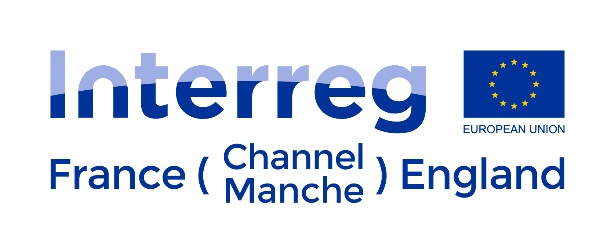 Interreg
EUROPEAN UNION
France ( Channel
Manche ) England